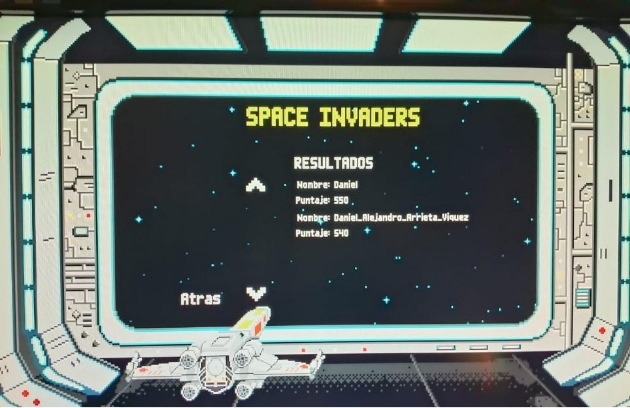 SPACE INVADERS
RESULTADOS
Nombre: Daniel
Puntaje: 550
Nombre: Daniel_Alejandro_Arrieta_Viquez
Puntaje: 540
Atras